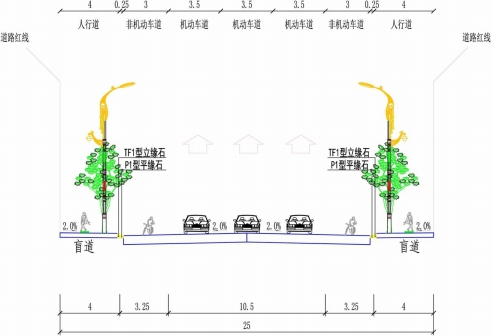 4 0.25 3 3.5 3.5 3.5 3 0.25 4
人行道 非机动车道 机动车道 机动车道 机动车道 非机动车道 人行道
道路红线 道路红线
TF1型立缘石 TF1型立缘石
P1型平缘石 P1型平缘石
2.0% 2.0% 2.0% 2.0%
盲道 盲道
4 3.25 10.5 3.25 4
25